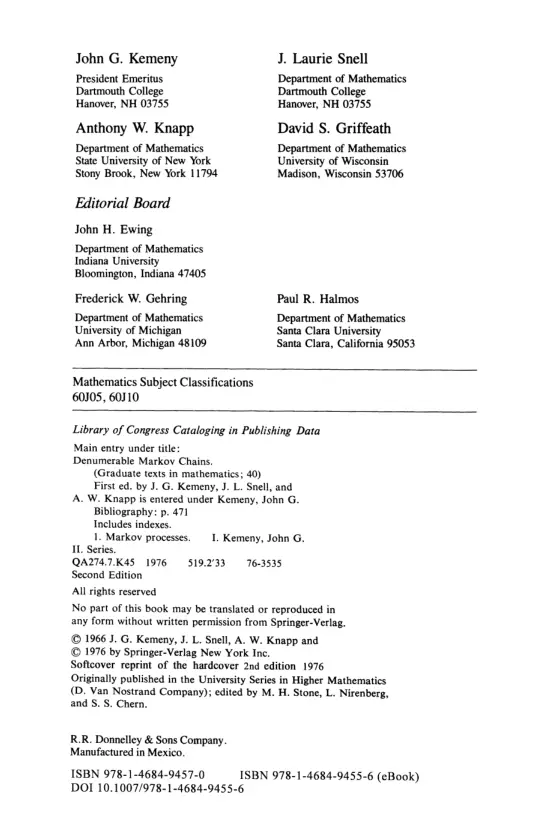 John G. Kemeny
President Emeritus
Dartmouth College
Hanover, NH 03755
J. Laurie Snell
Department of Mathematics
Dartmouth College
Hanover, NH 03755
Anthony W. Knapp
Department of Mathematics
State University of New York
Stony Brook, New York 11794
David S. Griffeath
Department of Mathematics
University of Wisconsin
Madison, Wisconsin 53706
Editorial Board
John H. Ewing
Department of Mathematics
Indiana University
Bloomington, Indiana 47405
Frederick W. Gehring
Department of Mathematics
University of Michigan
Ann Arbor, Michigan 48109
Paul R. Halmos
Department of Mathematics
Santa Clara University
Santa Clara, California 95053
Mathematics Subject Classifications
60J05, 60J10
Library of Congress Cataloging in Publishing Data
Main entry under title:
Denumerable Markov Chains.
(Graduate texts in mathematics; 40)
First ed. by J. G. Kemeny, J. L. Snell, and
A. W. Knapp is entered under Kemeny, John G.
Bibliography: p. 471
Includes indexes.
1. Markov processes. I. Kemeny, John G.
II. Series.
QA274.7.K45 1976 519.2'33 76-3535
Second Edition
All rights reserved
No part of this book may be translated or reproduced in
any form without written permission from Springer-Verlag.
© 1966 J. G. Kemeny, J. L. Snell, A. W. Knapp and
© 1976 by Springer-Verlag New York Inc.
Softcover reprint of the hardcover 2nd edition 1976
Originally published in the University Series in Higher Mathematics
(D. Van Nostrand Company); edited by M. H. Stone, L. Nirenberg,
and S. S. Chern.
R.R. Donnelley & Sons Company.
Manufactured in Mexico.
ISBN 978-1-4684-9457-0 ISBN 978-1-4684-9455-6 (eBook)
DOI 10.1007/978-1-4684-9455-6